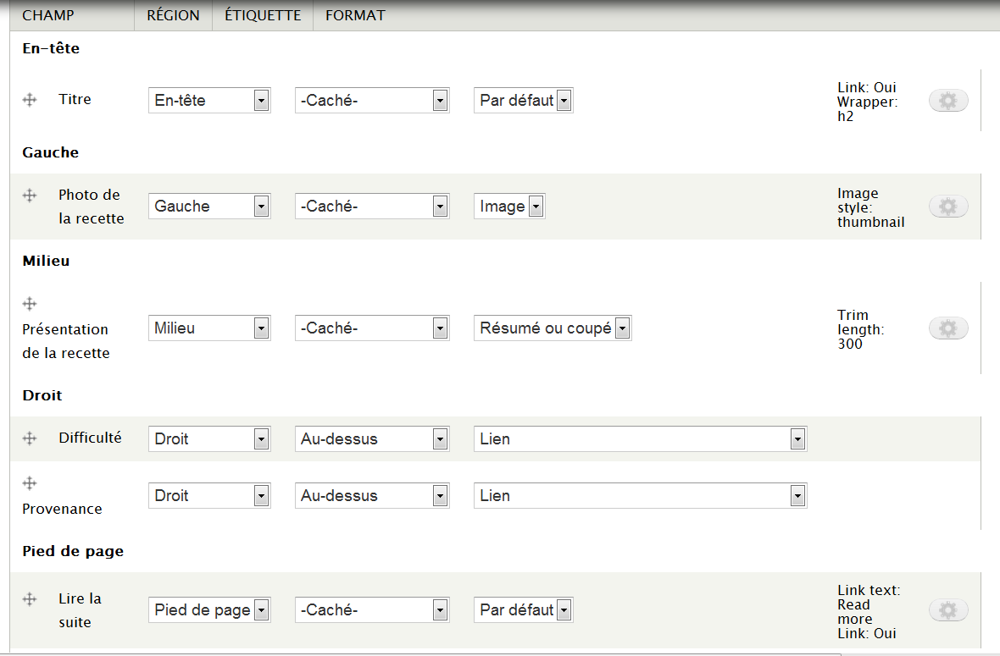 CHAMP RÉGION ÉTIQUETTE FORMAT
En-tête
Titre En-tête -Caché- Par défaut Link: Oui
Wrapper:
h2
Gauche
Photo de
la recette Gauche -Caché- Image Image
style:
thumbnail
Milieu
Présentation
de la recette Milieu -Caché- Résumé ou coupé Trim
length:
300
Droit
Difficulté Droit Au-dessus Lien
Provenance Droit Au-dessus Lien
Pied de page
Lire la
suite Pied de page -Caché- Par défaut Link text:
Read
more
Link: Oui